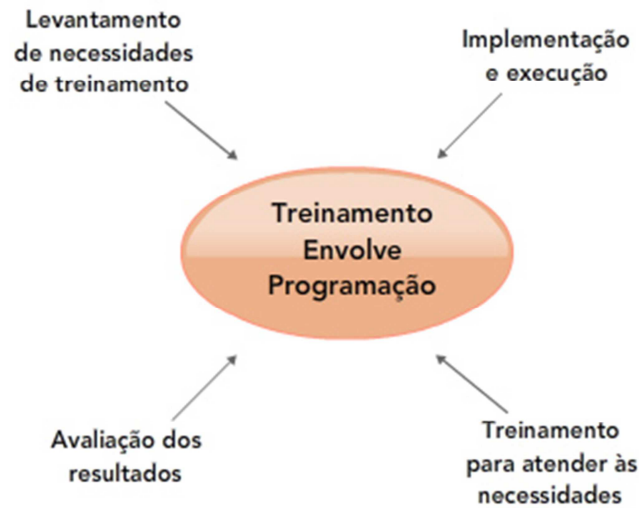 Levantamento
de necessidades
de treinamento
Implementação
e execução
Treinamento
Envolve
Programação
Avaliação dos
resultados
Treinamento
para atender às
necessidades